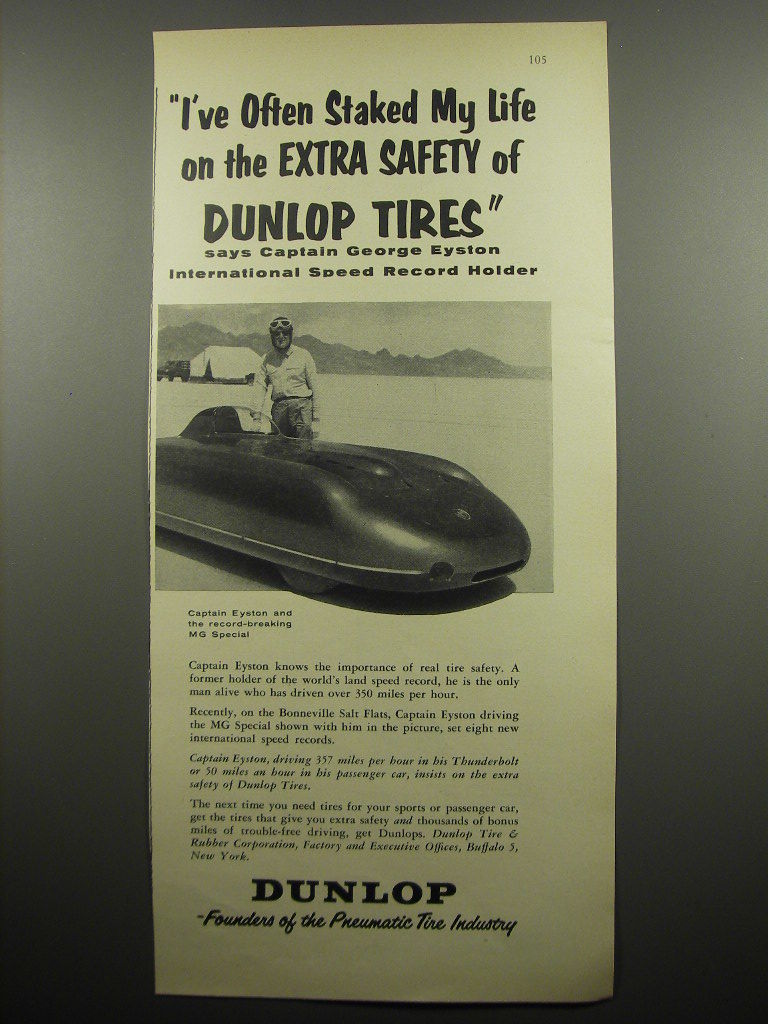 105
"I've Often Staked My Life
on the EXTRA SAFETY of
DUNLOP TIRES"
says Captain George Eyston
International Speed Record Holder
Captain Eyston and
the record-breaking
MG Special
Captain Eyston knows the importance of real tire safety. A
former holder of the world's land speed record, he is the only
man alive who has driven over 350 miles per hour.
Recently, on the Bonneville Salt Flats, Captain Eyston driving
the MG Special shown with him in the picture, set eight new
international speed records.
Captain Eyston, driving 357 miles per hour in his Thunderbolt
or 50 miles an hour in his passenger car, insists on the extra
safety of Dunlop Tires.
The next time you need tires for your sports or passenger car,
get the tires that give you extra safety and thousands of bonus
miles of trouble-free driving, get Dunlops. Dunlop Tire &
Rubber Corporation, Factory and Executive Offices, Buffalo 5,
New York.
DUNLOP
-Founders of the Pneumatic Tire Industry